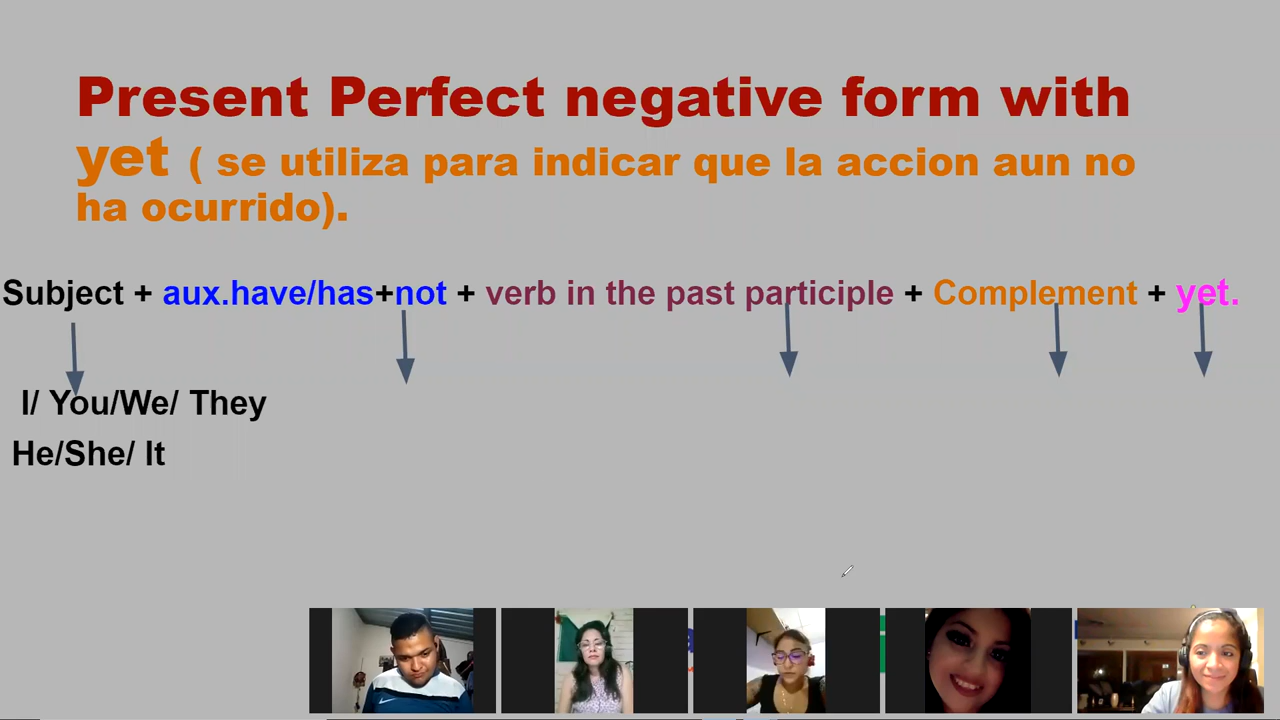 Present Perfect negative form with
yet ( se utiliza para indicar que la accion aun no
ha ocurrido).
Subject + aux.have/has+not + verb in the past participle + Complement + yet.
I/ You/We/ They
He/She/ It